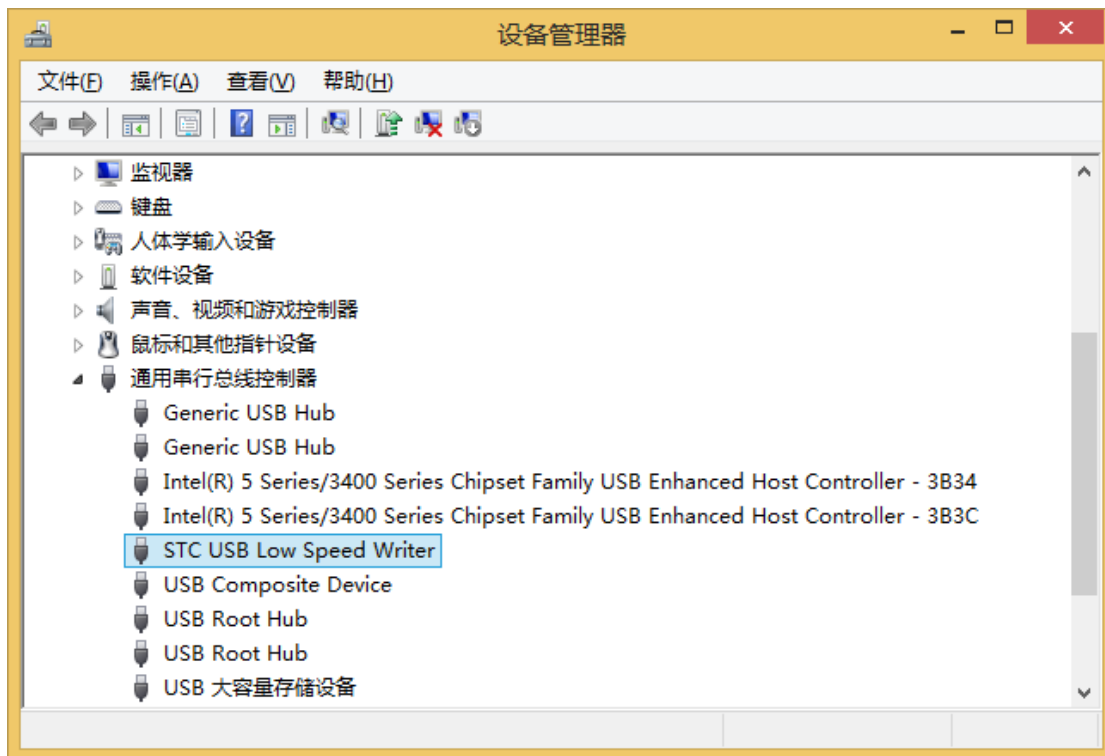 设备管理器
文件(F) 操作(A) 查看(V) 帮助(H)
监视器
键盘
人体学输入设备
软件设备
声音、视频和游戏控制器
鼠标和其他指针设备
通用串行总线控制器
Generic USB Hub
Generic USB Hub
Intel(R) 5 Series/3400 Series Chipset Family USB Enhanced Host Controller - 3B34
Intel(R) 5 Series/3400 Series Chipset Family USB Enhanced Host Controller - 3B3C
STC USB Low Speed Writer
USB Composite Device
USB Root Hub
USB Root Hub
USB 大容量存储设备